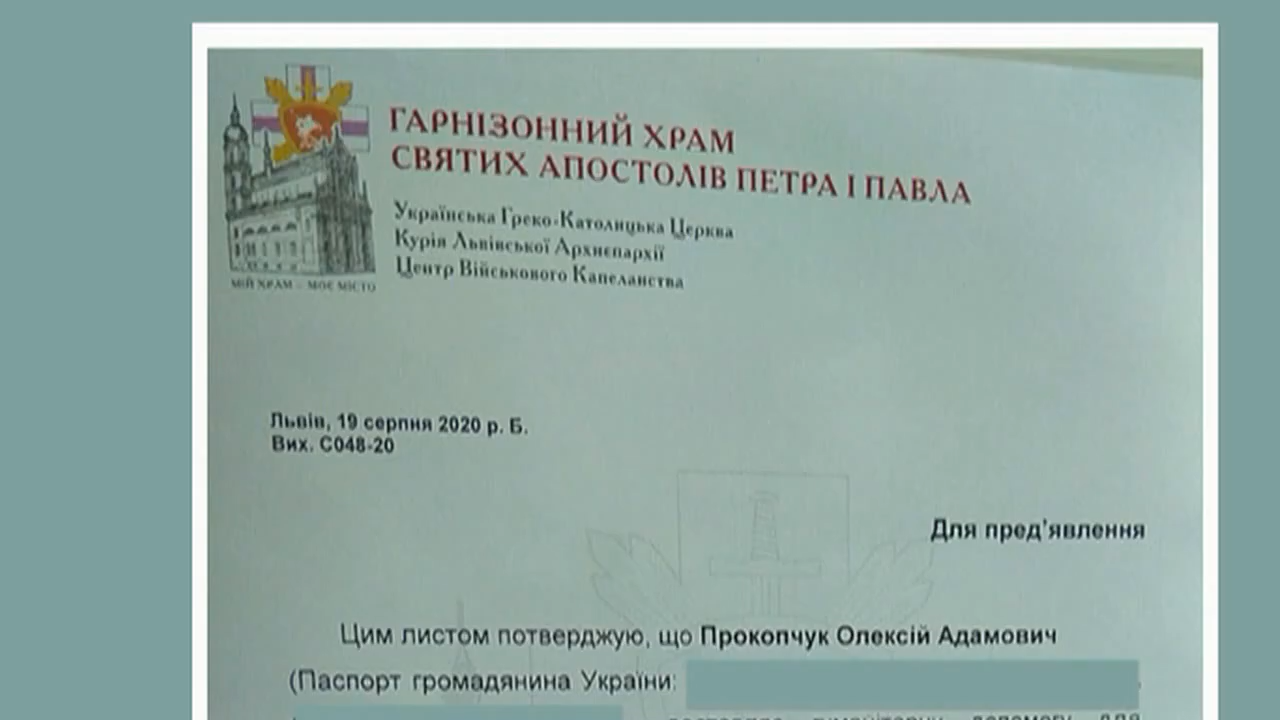 ГАРНІЗОННИЙ ХРАМ
СВЯТИХ АПОСТОЛІВ ПЕТРА І ПАВЛА
Українська Греко-Католицька Церква
Курія Львівської Архиєпархії
Центр Військового Капеланства
МІЙ ХРАМ - МОЄ МІСТО
Львів, 19 серпня 2020 р. Б.
Вих. С048-20
Для пред'явлення
Цим листом потверджую, що Прокопчук Олексій Адамович
(Паспорт громадянина України: